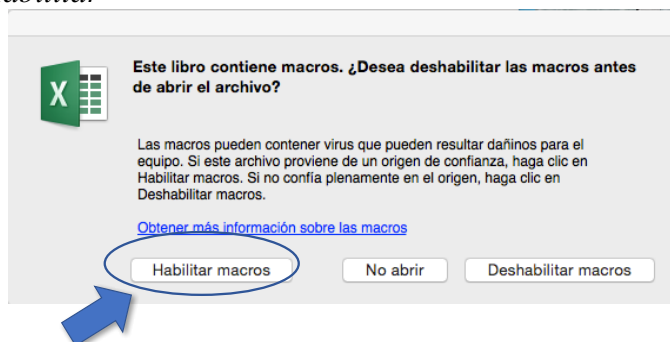 Este libro contiene macros. ¿Desea deshabilitar las macros antes
de abrir el archivo?
Las macros pueden contener virus que pueden resultar dañinos para el
equipo. Si este archivo proviene de un origen de confianza, haga clic en
Habilitar macros. Si no confía plenamente en el origen, haga clic en
Deshabilitar macros.
Obtener más información sobre las macros
Habilitar macros No abrir Deshabilitar macros